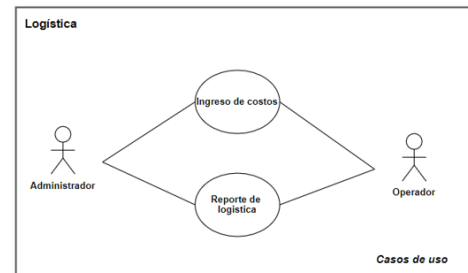 Logística
Ingreso de costos
Administrador
Operador
Reporte de
logística
Casos de uso